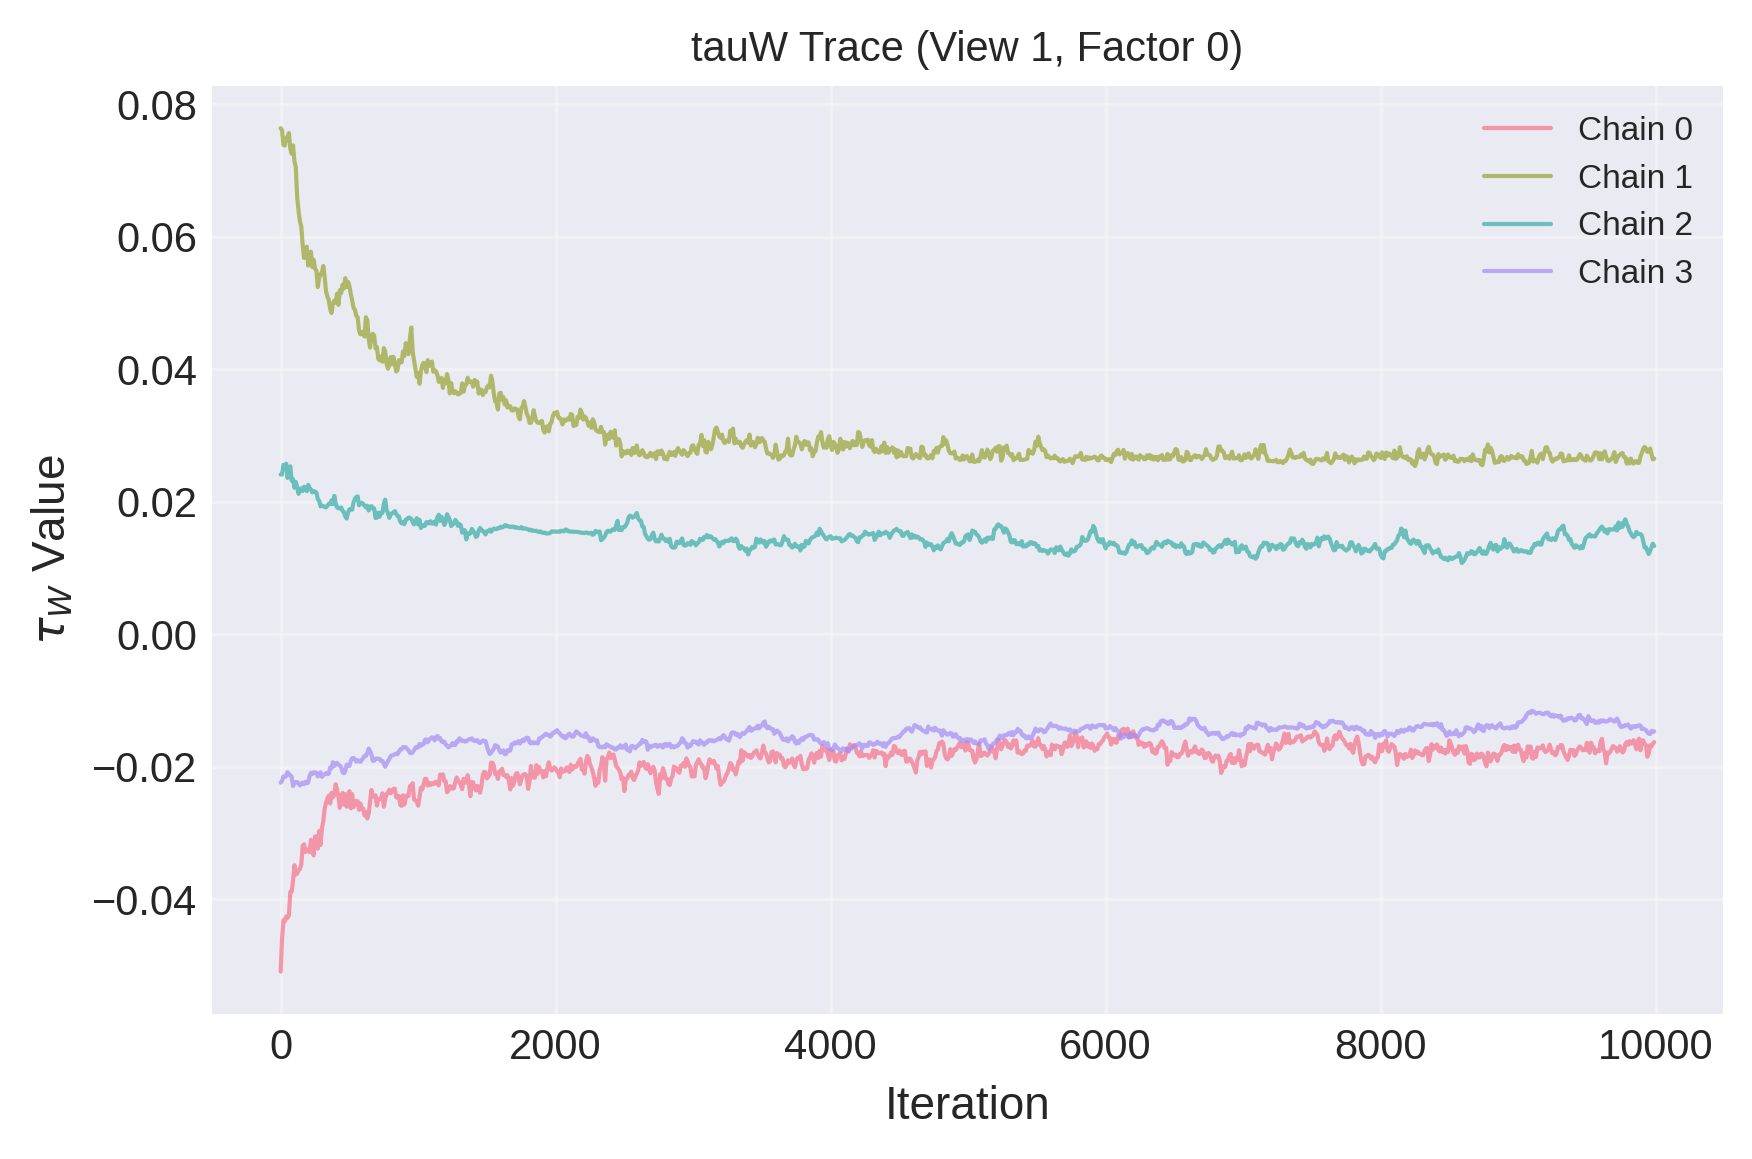 tauW Trace (View 1, Factor 0)
0.08
0.06
0.04
0.02
0.00
−0.02
−0.04
τW Value
Chain 0
Chain 1
Chain 2
Chain 3
0 2000 4000 6000 8000 10000
Iteration